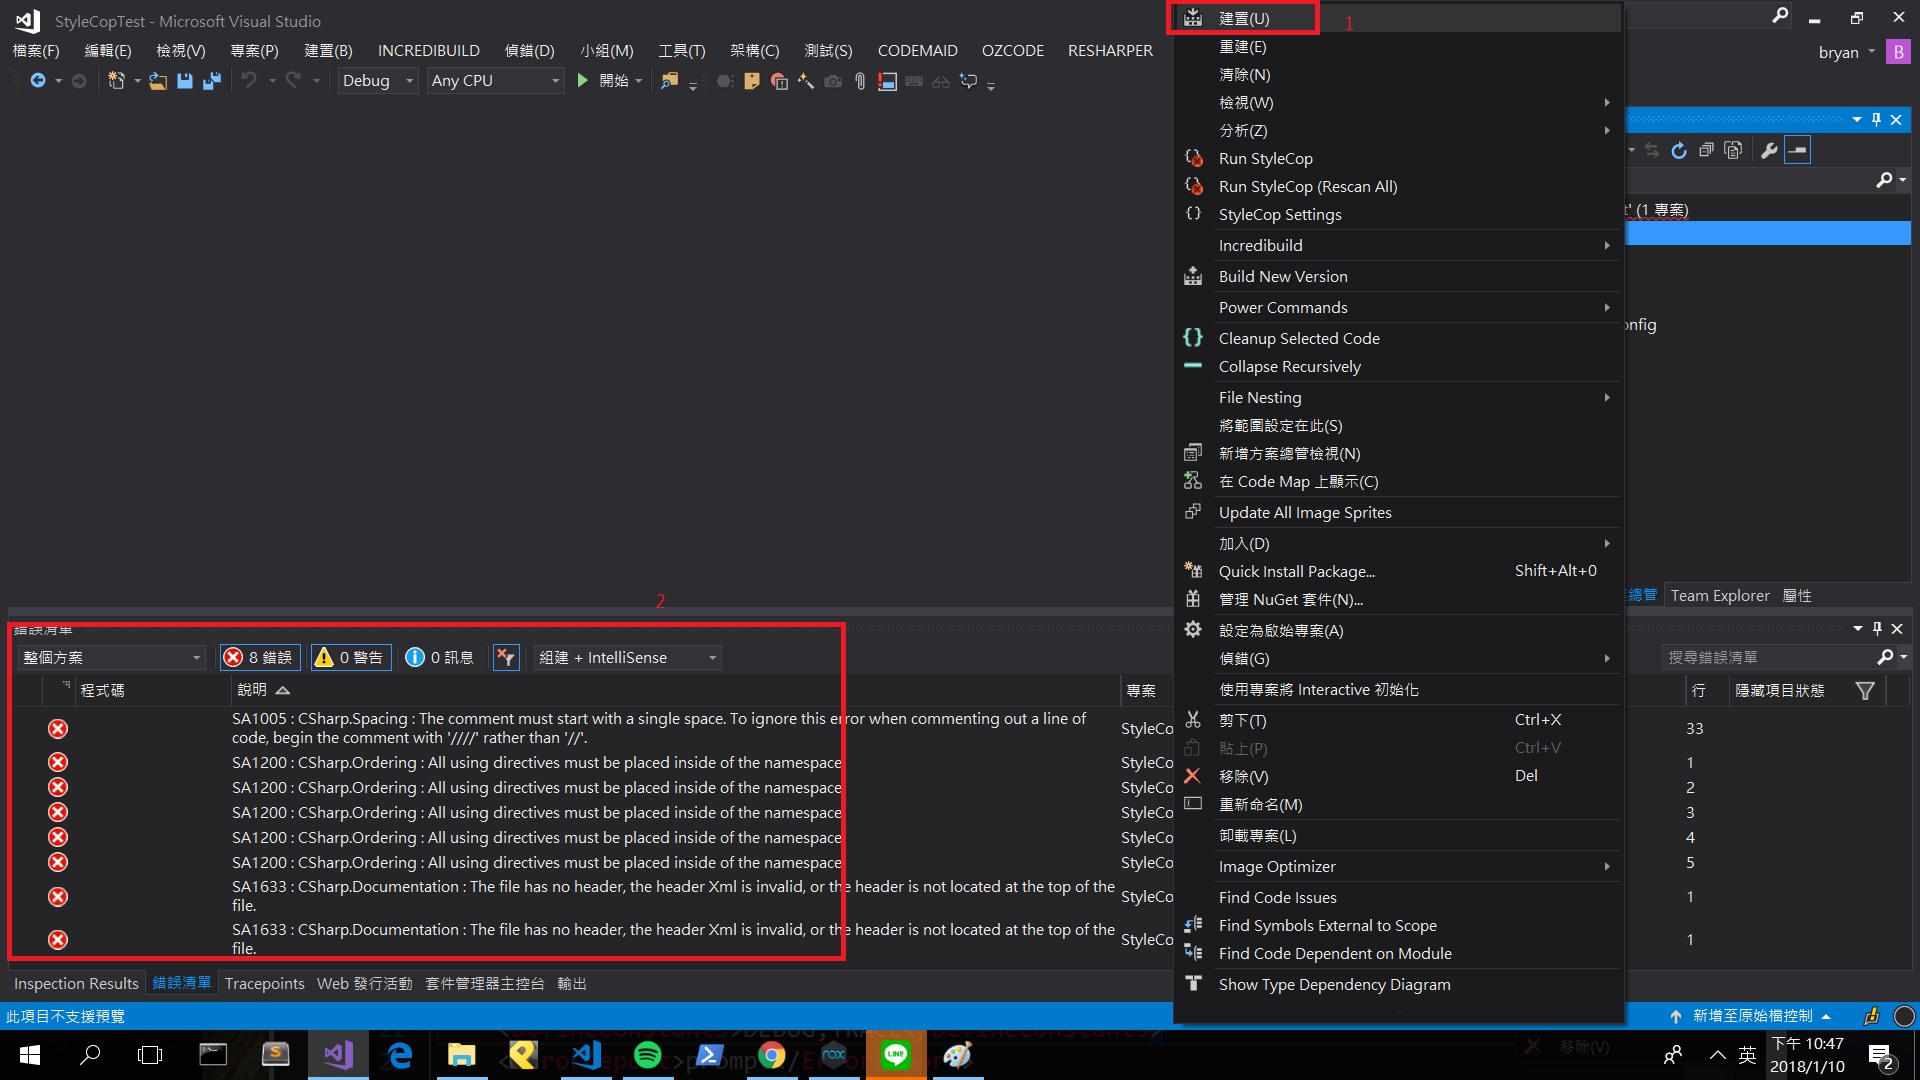 StyleCopTest - Microsoft Visual Studio
檔案(F) 編輯(E) 檢視(V) 專案(P) 建置(B) INCREDIBUILD 偵錯(D) 小組(M) 工具(T) 架構(C) 測試(S) CODEMAID OZCODE RESHARPER
bryan B
Debug Any CPU 開始
建置(U) 1
重建(E)
清除(N)
檢視(W)
分析(Z)
Run StyleCop
Run StyleCop (Rescan All)
StyleCop Settings
Incredibuild
Build New Version
Power Commands
Cleanup Selected Code
Collapse Recursively
File Nesting
將範圍設定在此(S)
新增方案總管檢視(N)
在 Code Map 上顯示(C)
Update All Image Sprites
加入(D)
Quick Install Package... Shift+Alt+0
管理 NuGet 套件(N)...
設定為啟始專案(A)
偵錯(G)
使用專案將 Interactive 初始化
剪下(T) Ctrl+X
貼上(P) Ctrl+V
移除(V) Del
重新命名(M)
卸載專案(L)
Image Optimizer
Find Code Issues
Find Symbols External to Scope
Find Code Dependent on Module
Show Type Dependency Diagram
t' (1 專案)
onfig
總管 Team Explorer 屬性
2
錯誤清單
整個方案 8 錯誤 0 警告 0 訊息 組建 + IntelliSense 搜尋錯誤清單
程式碼 說明 專案 行 隱藏項目狀態
SA1005 : CSharp.Spacing : The comment must start with a single space. To ignore this error when commenting out a line of
code, begin the comment with '////' rather than '//'. StyleCo 33
SA1200 : CSharp.Ordering : All using directives must be placed inside of the namespace StyleCo 1
SA1200 : CSharp.Ordering : All using directives must be placed inside of the namespace StyleCo 2
SA1200 : CSharp.Ordering : All using directives must be placed inside of the namespace StyleCo 3
SA1200 : CSharp.Ordering : All using directives must be placed inside of the namespace StyleCo 4
SA1200 : CSharp.Ordering : All using directives must be placed inside of the namespace StyleCo 5
SA1633 : CSharp.Documentation : The file has no header, the header Xml is invalid, or the header is not located at the top of the
file. StyleCo 1
SA1633 : CSharp.Documentation : The file has no header, the header Xml is invalid, or the header is not located at the top of the
file. StyleCo 1
Inspection Results 錯誤清單 Tracepoints Web 發行活動 套件管理器主控台 輸出
此項目不支援預覽 新增至原始檔控制
移除(V)
LINE nox
英 下午 10:47
2018/1/10 2